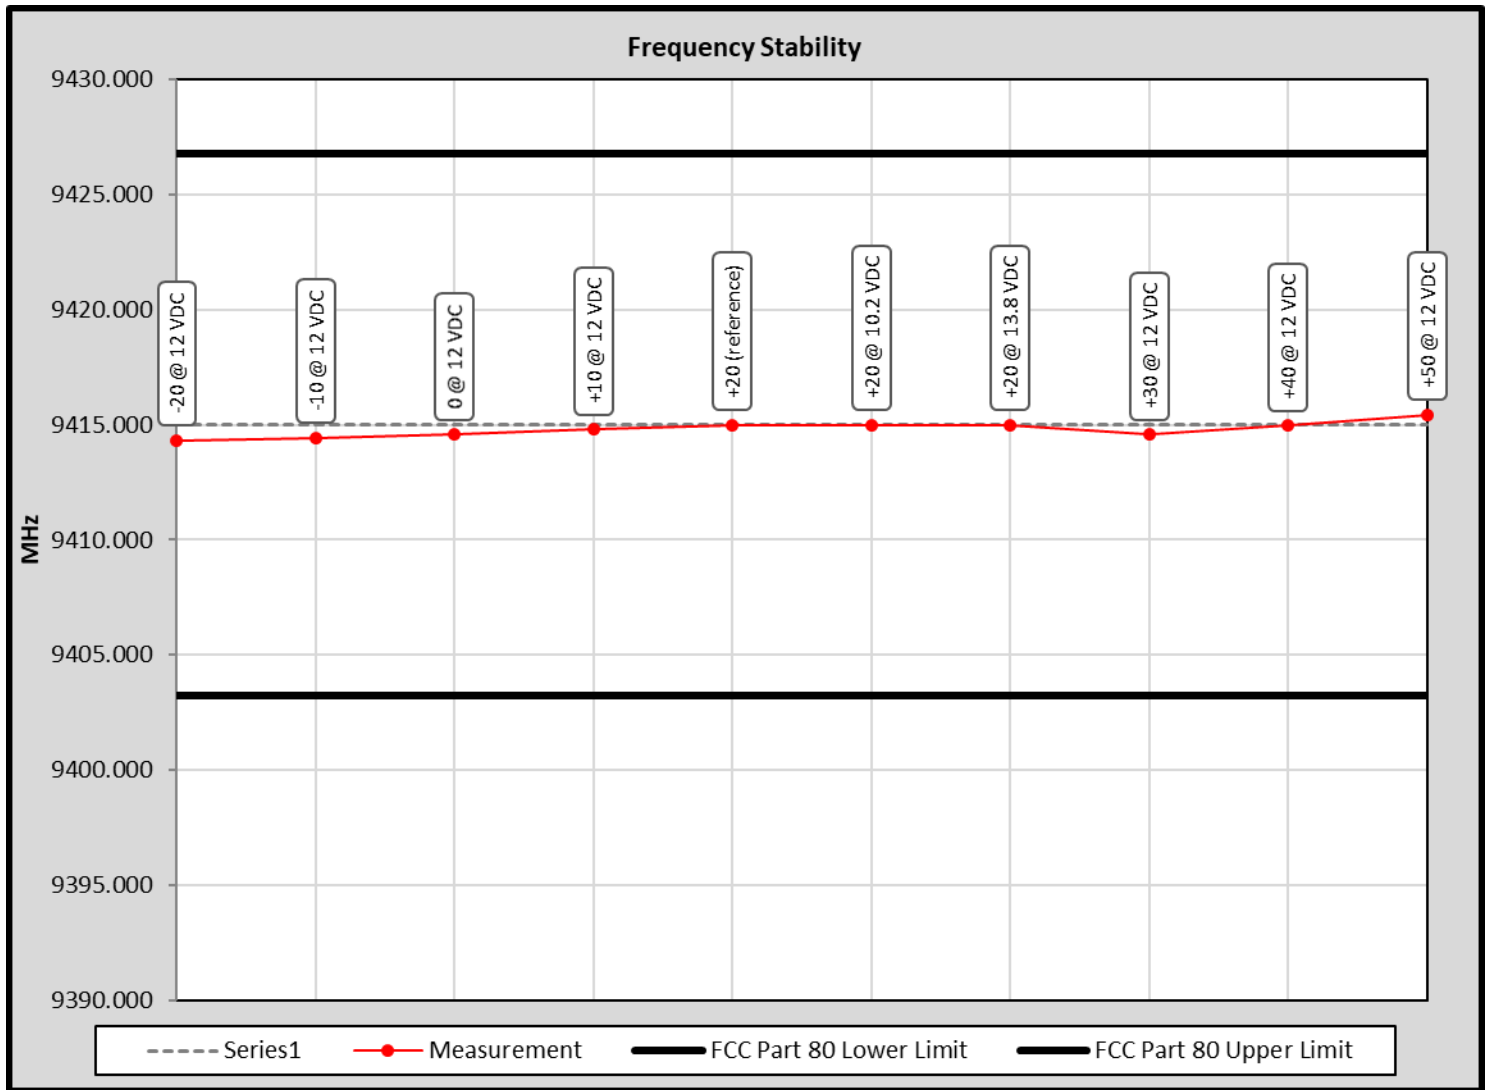 Frequency Stability
9430.000
9425.000
9420.000
9415.000
9410.000
9405.000
9400.000
9395.000
9390.000
MHz
-20 @ 12 VDC
-10 @ 12 VDC
0 @ 12 VDC
+10 @ 12 VDC
+20 (reference)
+20 @ 10.2 VDC
+20 @ 13.8 VDC
+30 @ 12 VDC
+40 @ 12 VDC
+50 @ 12 VDC
Series1 Measurement FCC Part 80 Lower Limit FCC Part 80 Upper Limit